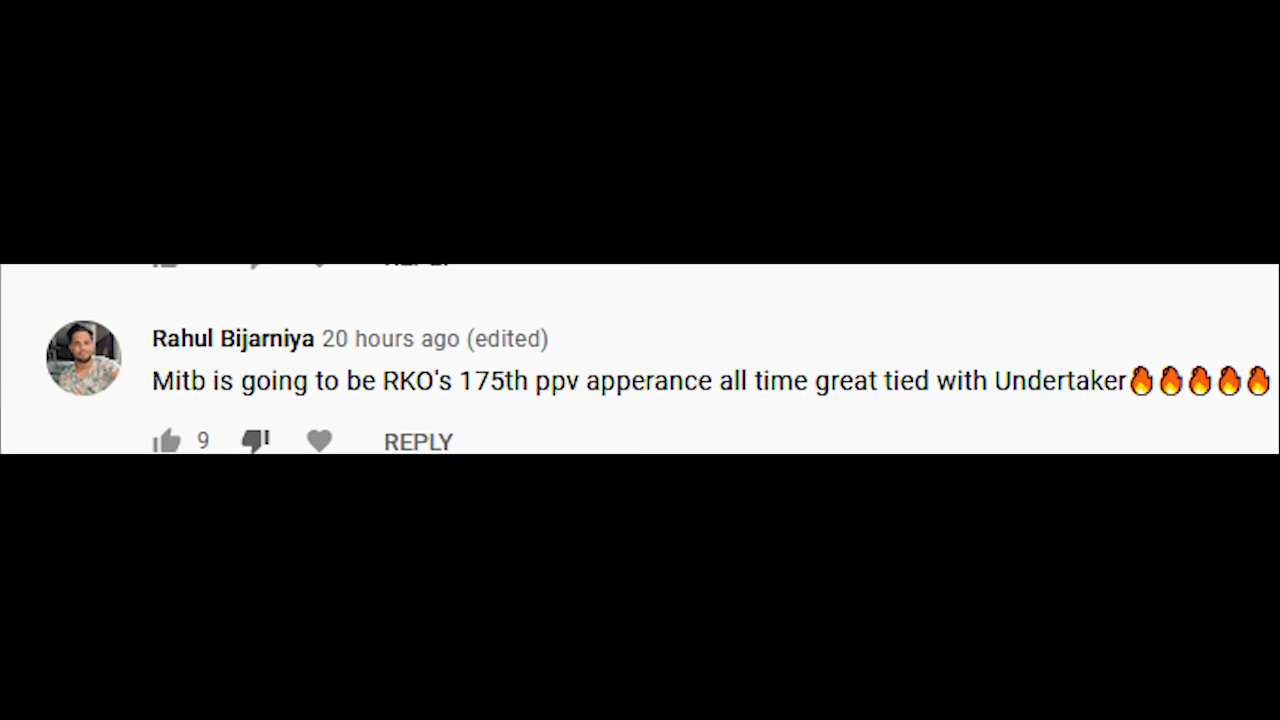 REPLY
Rahul Bijarniya 20 hours ago (edited)
Mitb is going to be RKO's 175th ppv apperance all time great tied with Undertaker🔥🔥🔥🔥🔥
9 REPLY